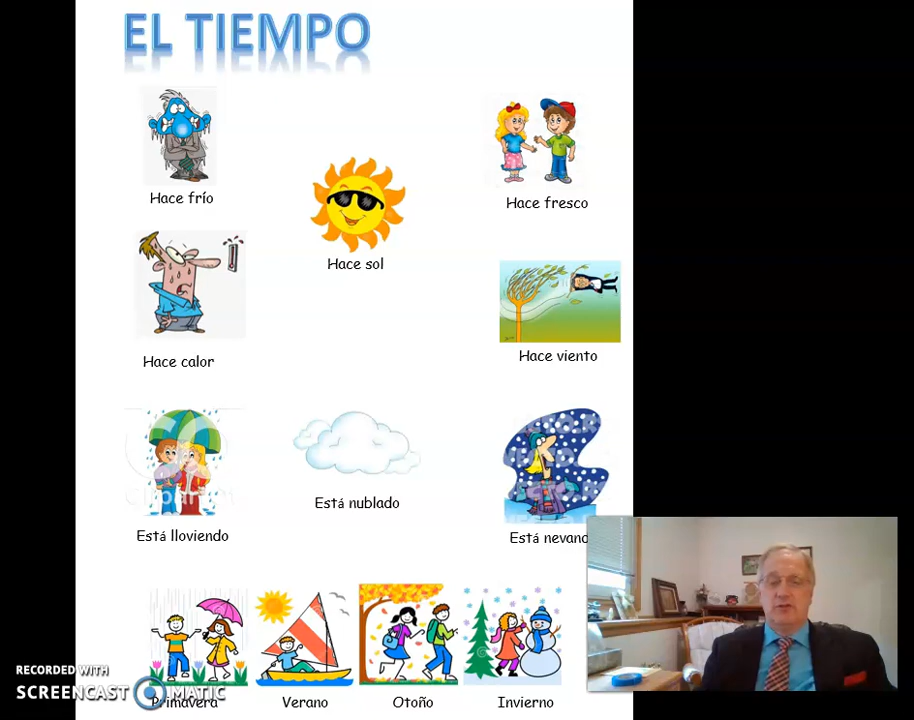 EL TIEMPO
Hace frío
Hace fresco
Hace sol
Hace calor
Hace viento
Está lloviendo
Está nublado
Está nevand
Primavera
Verano
Otoño
Invierno
RECORDED WITH
SCREENCAST MATIC